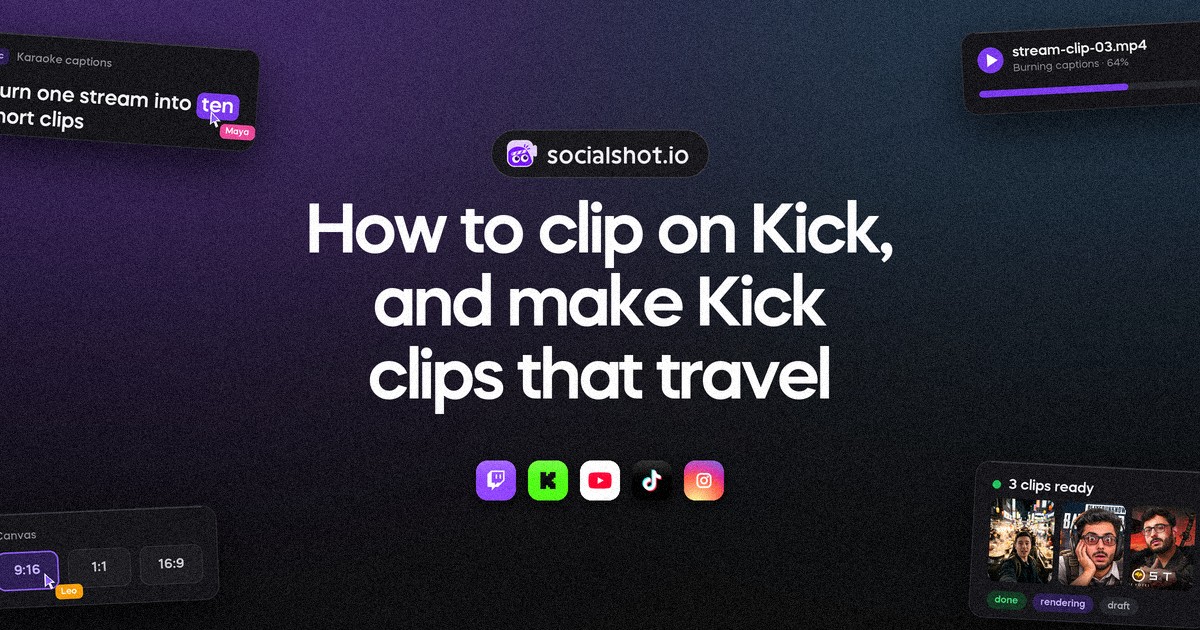 Karaoke captions
urn one stream into ten
hort clips
Maya
stream-clip-03.mp4
Burning captions · 64%
socialshot.io
How to clip on Kick,
and make Kick
clips that travel
Canvas
9:16
1:1
16:9
Leo
3 clips ready
S T
done
rendering
draft